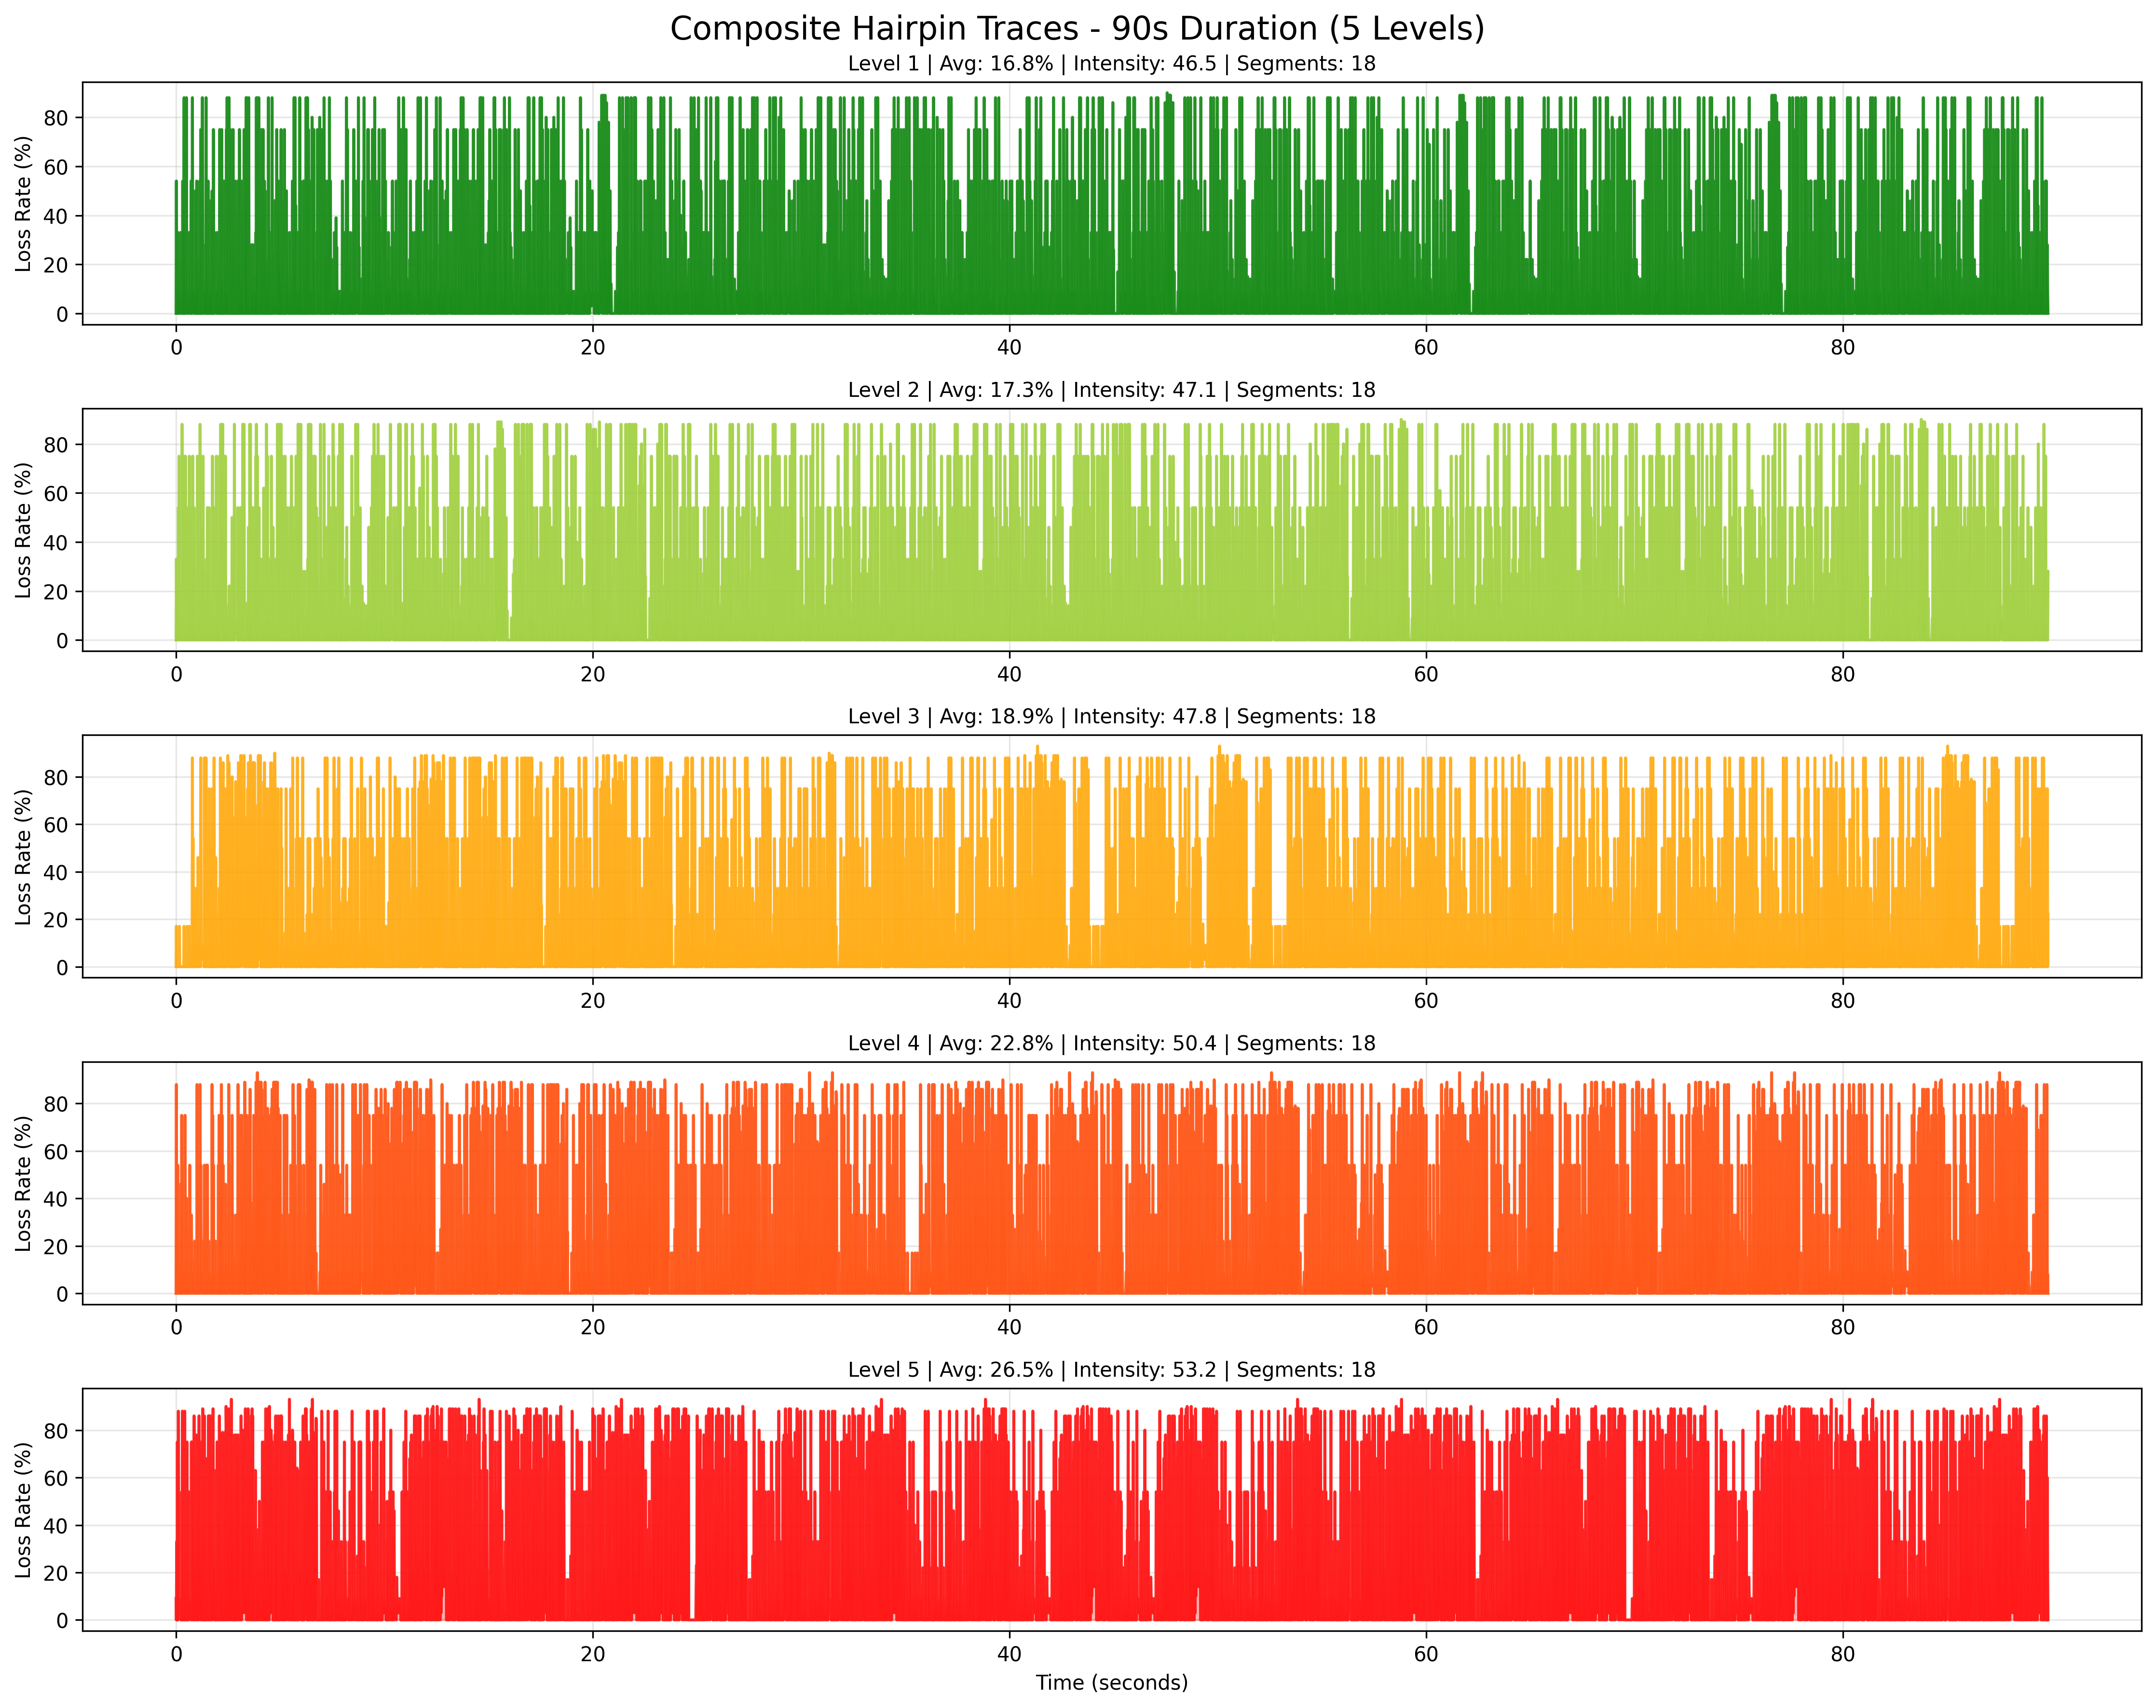 Composite Hairpin Traces - 90s Duration (5 Levels)
Level 1 | Avg: 16.8% | Intensity: 46.5 | Segments: 18
Loss Rate (%)
80
60
40
20
0
0 20 40 60 80
Level 2 | Avg: 17.3% | Intensity: 47.1 | Segments: 18
Loss Rate (%)
80
60
40
20
0
0 20 40 60 80
Level 3 | Avg: 18.9% | Intensity: 47.8 | Segments: 18
Loss Rate (%)
80
60
40
20
0
0 20 40 60 80
Level 4 | Avg: 22.8% | Intensity: 50.4 | Segments: 18
Loss Rate (%)
80
60
40
20
0
0 20 40 60 80
Level 5 | Avg: 26.5% | Intensity: 53.2 | Segments: 18
Loss Rate (%)
80
60
40
20
0
0 20 40 60 80
Time (seconds)